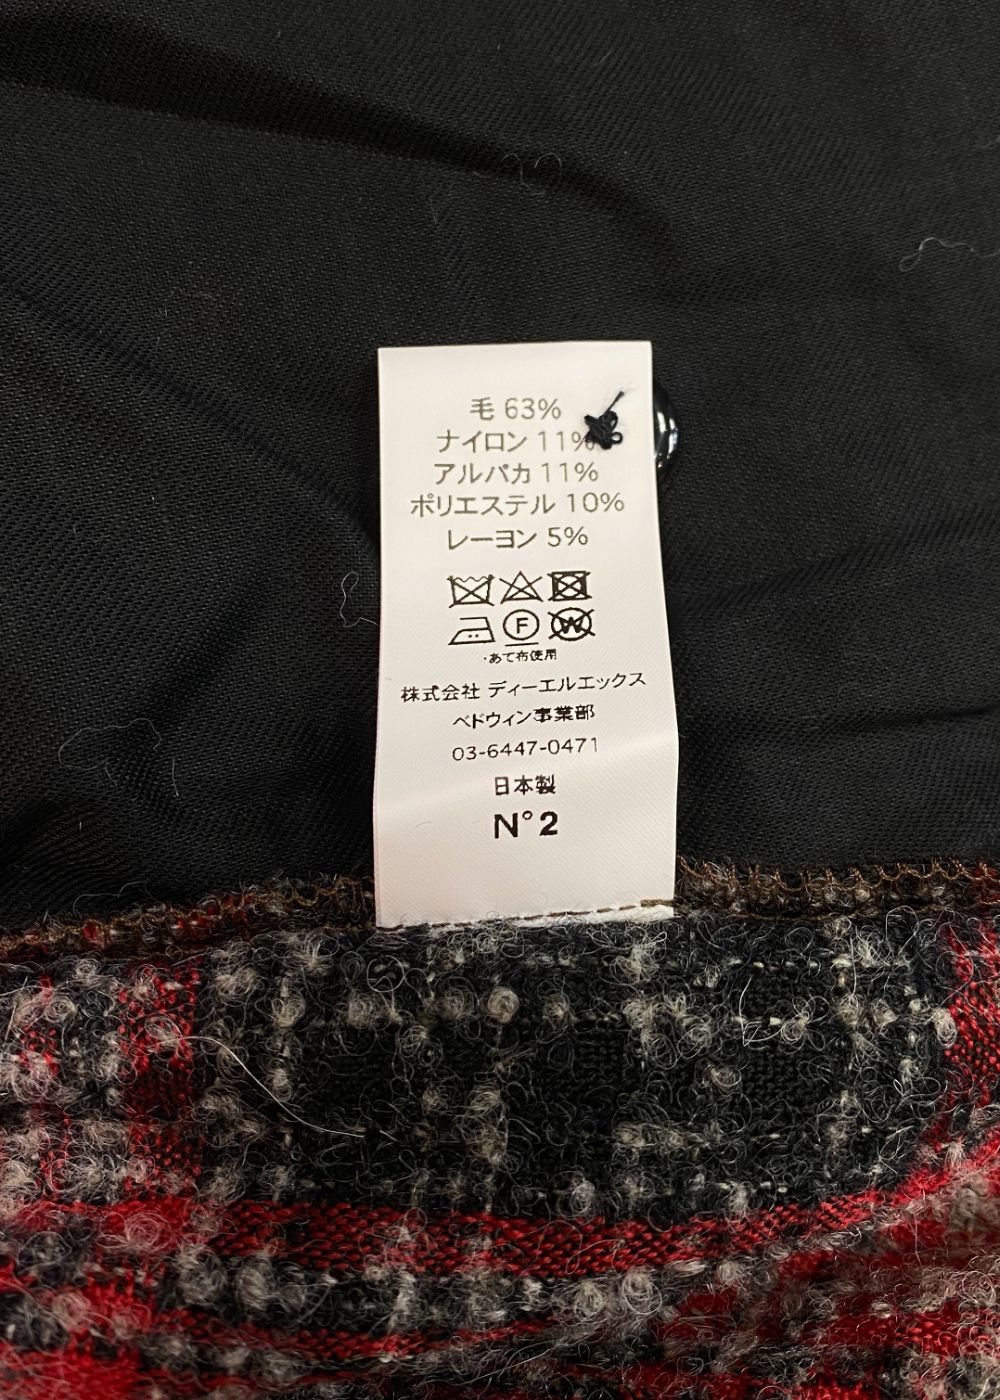 毛 63%
ナイロン 11%
アルパカ 11%
ポリエステル 10%
レーヨン 5%
F W
・あて布使用
株式会社 ディーエルエックス
ベドウィン事業部
03-6447-0471
日本製
N°2